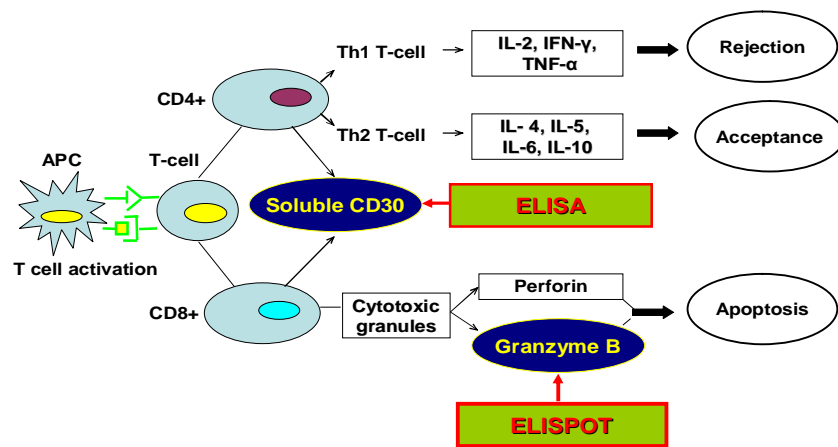 Th1 T-cell
IL-2, IFN-γ,
TNF-α
Rejection
CD4+
Th2 T-cell
IL- 4, IL-5,
IL-6, IL-10
Acceptance
APC
T-cell
Soluble CD30
ELISA
T cell activation
CD8+
Cytotoxic
granules
Perforin
Apoptosis
Granzyme B
ELISPOT